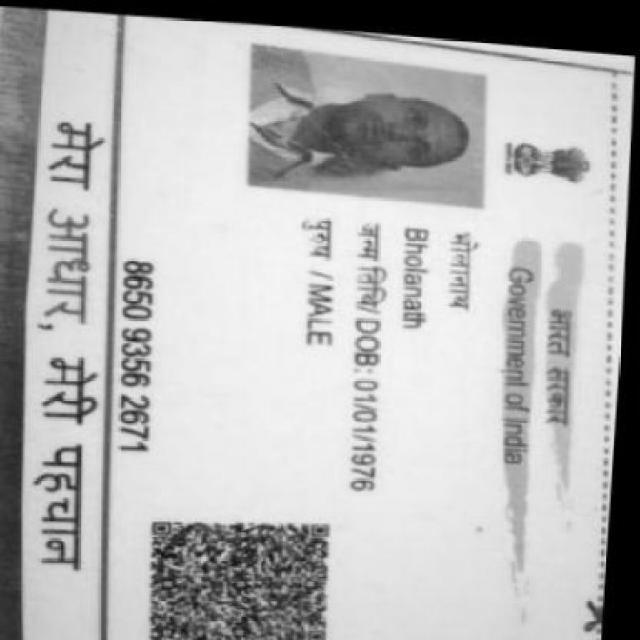 भारत सरकार
Government of India
भोलानाथ
Bholanath
जन्म तिथि/ DOB: 01/01/1976
पुरुष / MALE
8650 9356 2671
मेरा आधार, मेरी पहचान